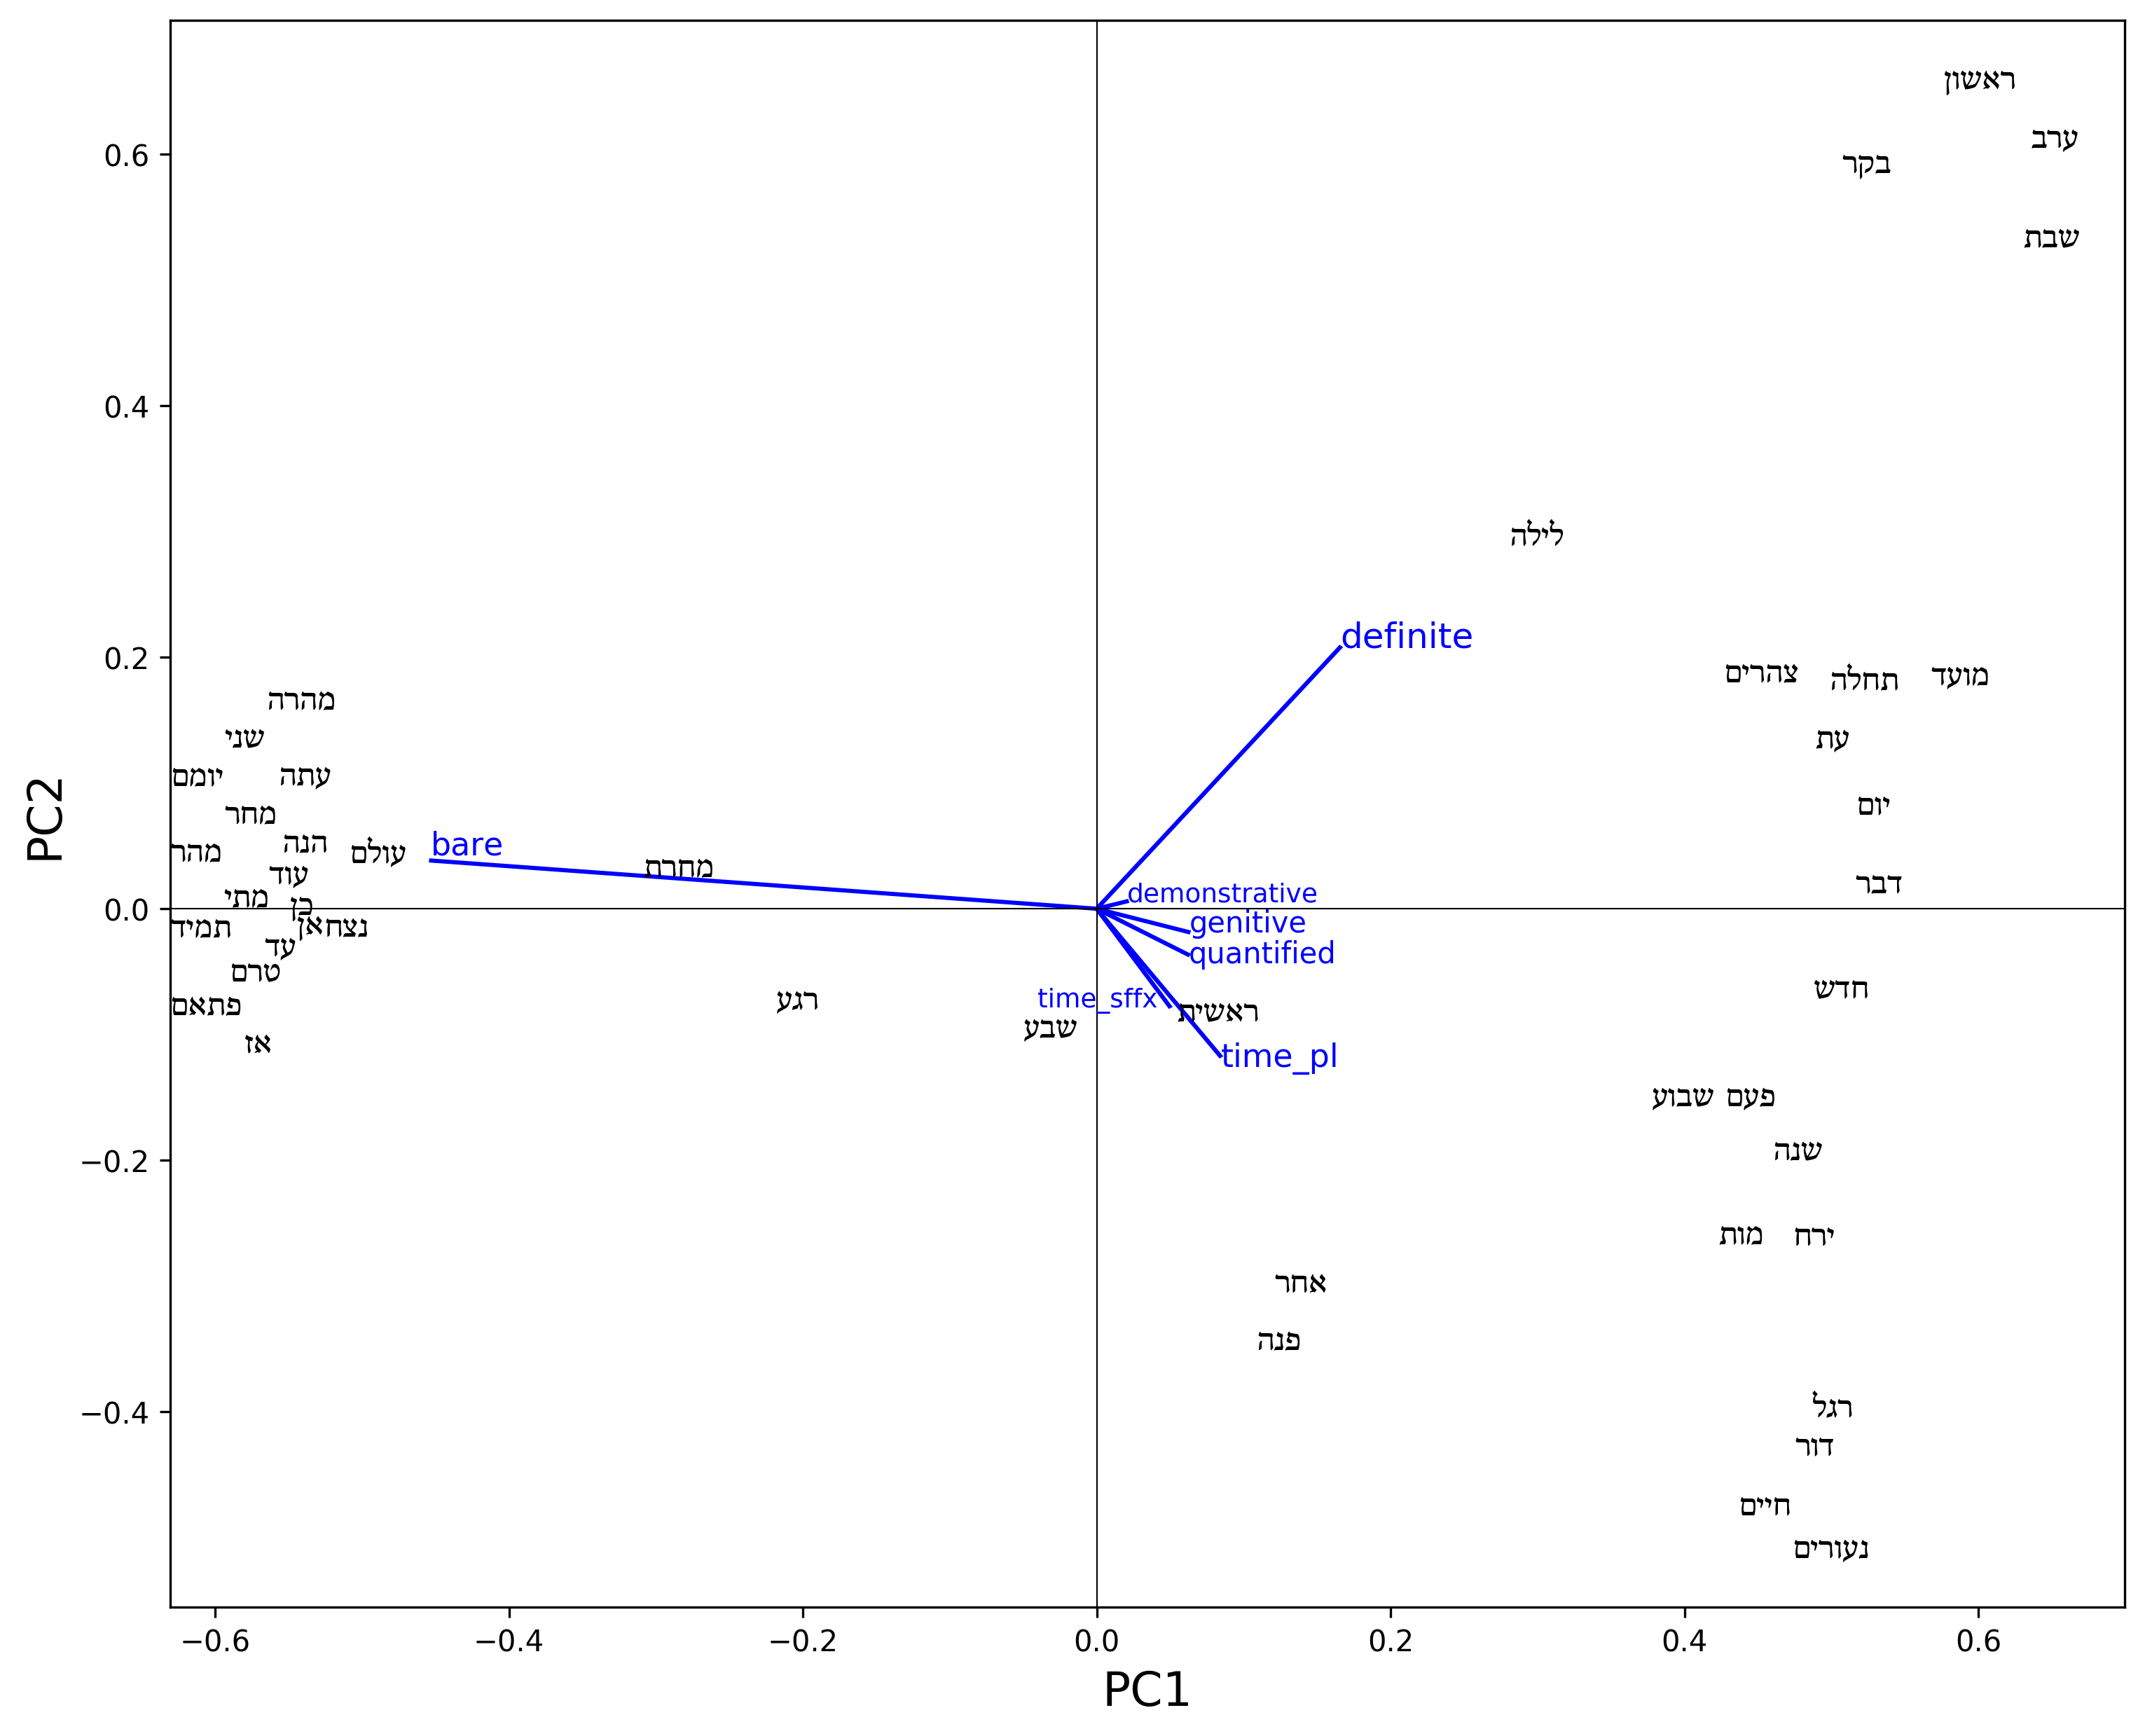 ראשון
ערב
בקר
שבת
0.6
0.4
לילה
definite
0.2
צהרים
תחלה
מועד
מהרה
שני
עת
יומם
עתה
יום
מחר
הנה
bare
מהר
עולם
מחרת
עוד
דבר
demonstrative
מתי
כן
0.0
genitive
תמיד
נצח
אן
עד
quantified
טרם
חדש
פתאם
רגע
time_sffx
ראשית
שבע
אז
time_pl
שבוע
פעם
−0.2
שנה
מות
ירח
אחר
פנה
−0.4
רגל
דור
חיים
נעורים
−0.6
−0.4
−0.2
0.0
0.2
0.4
0.6
PC1
PC2